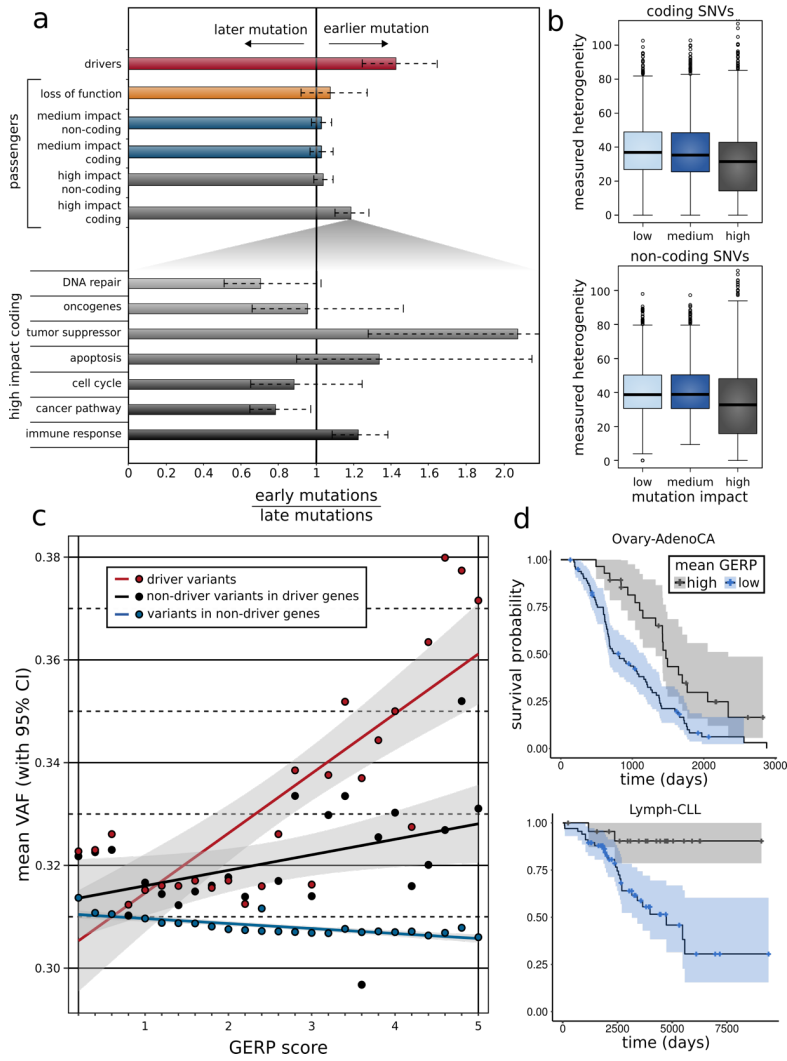 a
later mutation
earlier mutation
drivers
passengers
loss of function
medium impact
non-coding
medium impact
coding
high impact
non-coding
high impact
coding
high impact coding
DNA repair
oncogenes
tumor suppressor
apoptosis
cell cycle
cancer pathway
immune response
0 0.2 0.4 0.6 0.8 1 1.2 1.4 1.6 1.8 2.0
early mutations
late mutations
b
coding SNVs
measured heterogeneity
100
80
60
40
20
0
low medium high
non-coding SNVs
measured heterogeneity
100
80
60
40
20
0
low medium high
mutation impact
c
mean VAF (with 95% CI)
0.38
0.36
0.34
0.32
0.30
driver variants
non-driver variants in driver genes
variants in non-driver genes
1 2 3 4 5
GERP score
d
Ovary-AdenoCA
mean GERP
high low
survival probability
1.00
0.75
0.50
0.25
0.00
0 1000 2000 3000
time (days)
Lymph-CLL
1.00
0.75
0.50
0.25
0.00
0 2500 5000 7500
time (days)